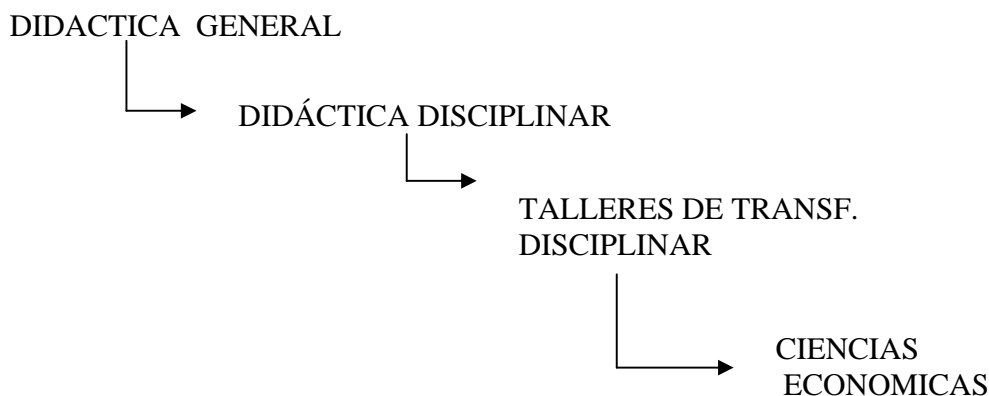 DIDACTICA GENERAL
DIDÁCTICA DISCIPLINAR
TALLERES DE TRANSF.
DISCIPLINAR
CIENCIAS
ECONOMICAS